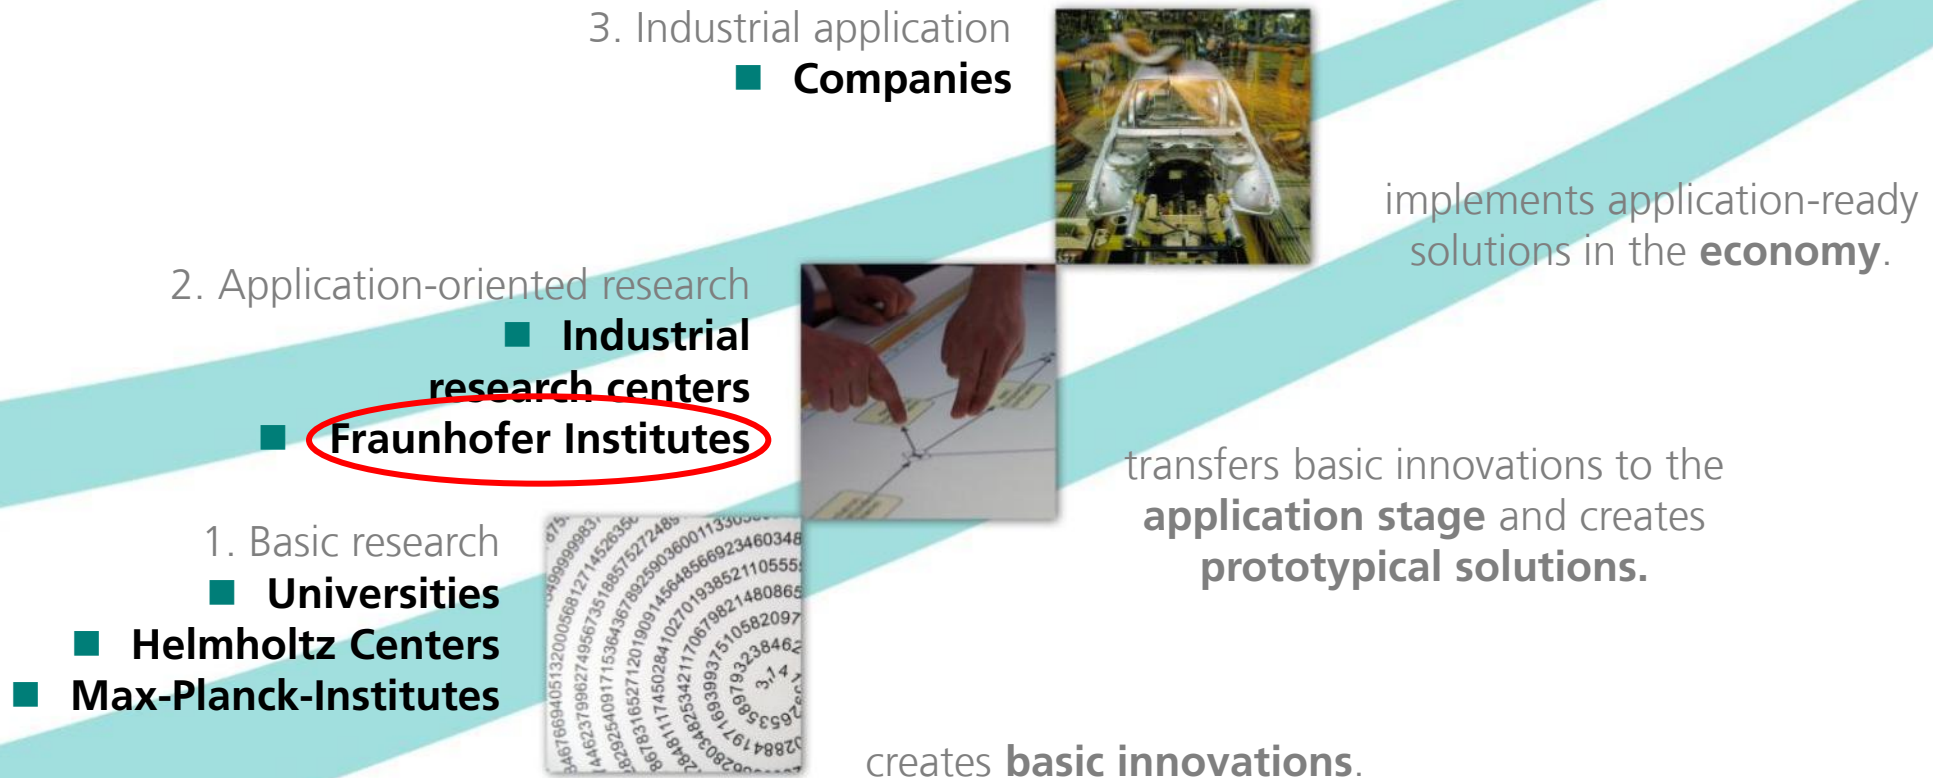 3. Industrial application
Companies
implements application-ready
solutions in the economy.
2. Application-oriented research
Industrial
research centers
Fraunhofer Institutes
transfers basic innovations to the
application stage and creates
prototypical solutions.
1. Basic research
Universities
Helmholtz Centers
Max-Planck-Institutes
creates basic innovations.